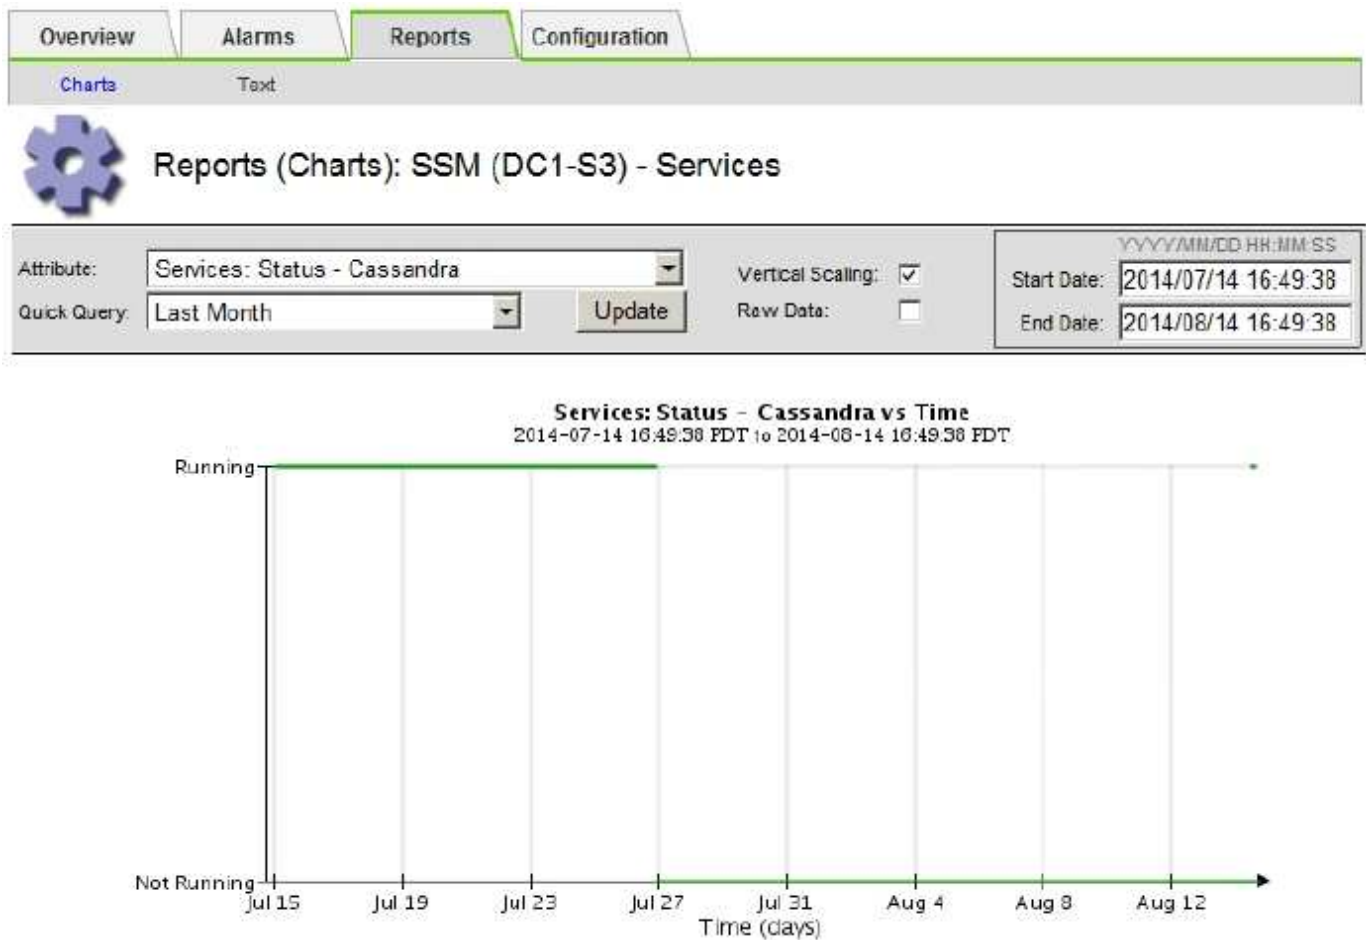 Overview Alarms Reports Configuration
Charts Text
Reports (Charts): SSM (DC1-S3) - Services
YYYY/MM/DD HH:MM:SS
Attribute: Services: Status - Cassandra Vertical Scaling: Start Date: 2014/07/14 16:49:38
Quick Query: Last Month Update Raw Data: End Date: 2014/08/14 16:49:38
Services: Status - Cassandra vs Time
2014-07-14 16:49:38 PDT to 2014-08-14 16:49:38 PDT
Running
Not Running
Jul 15 Jul 19 Jul 23 Jul 27 Jul 31 Aug 4 Aug 8 Aug 12
Time (days)